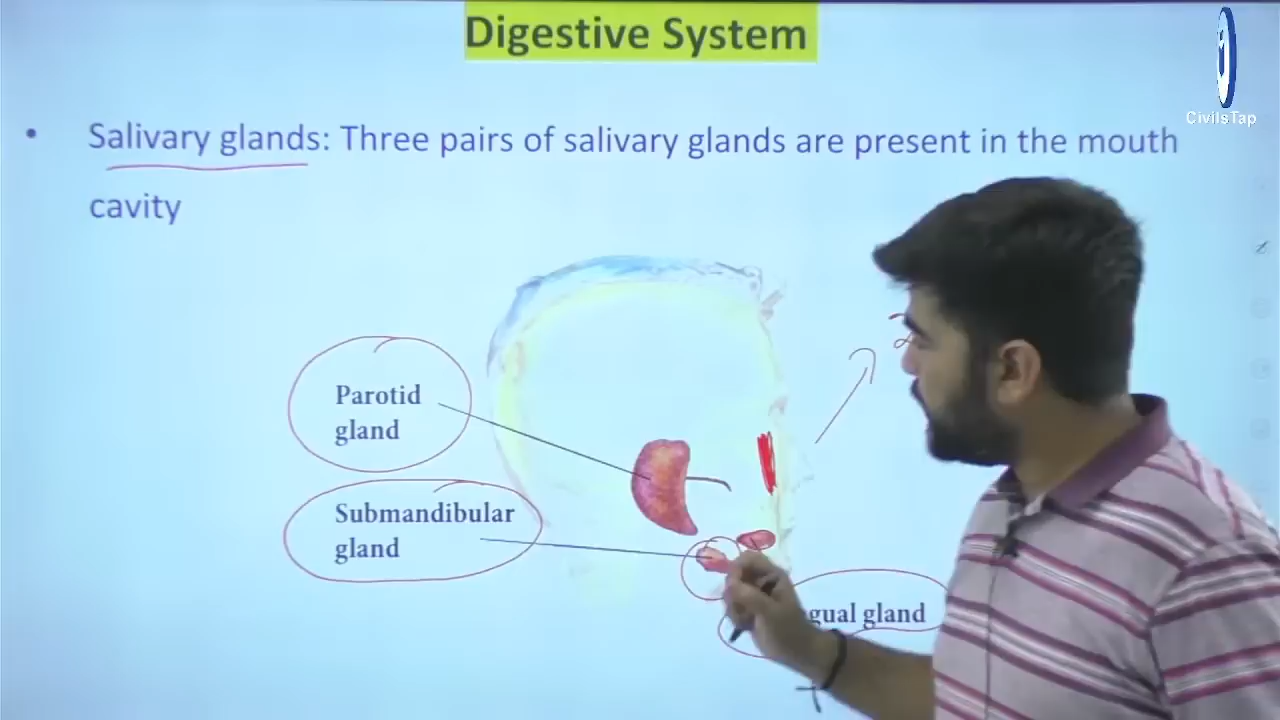 Digestive System
CivilsTap
• Salivary glands: Three pairs of salivary glands are present in the mouth
cavity
Parotid
gland
Submandibular
gland
gual gland